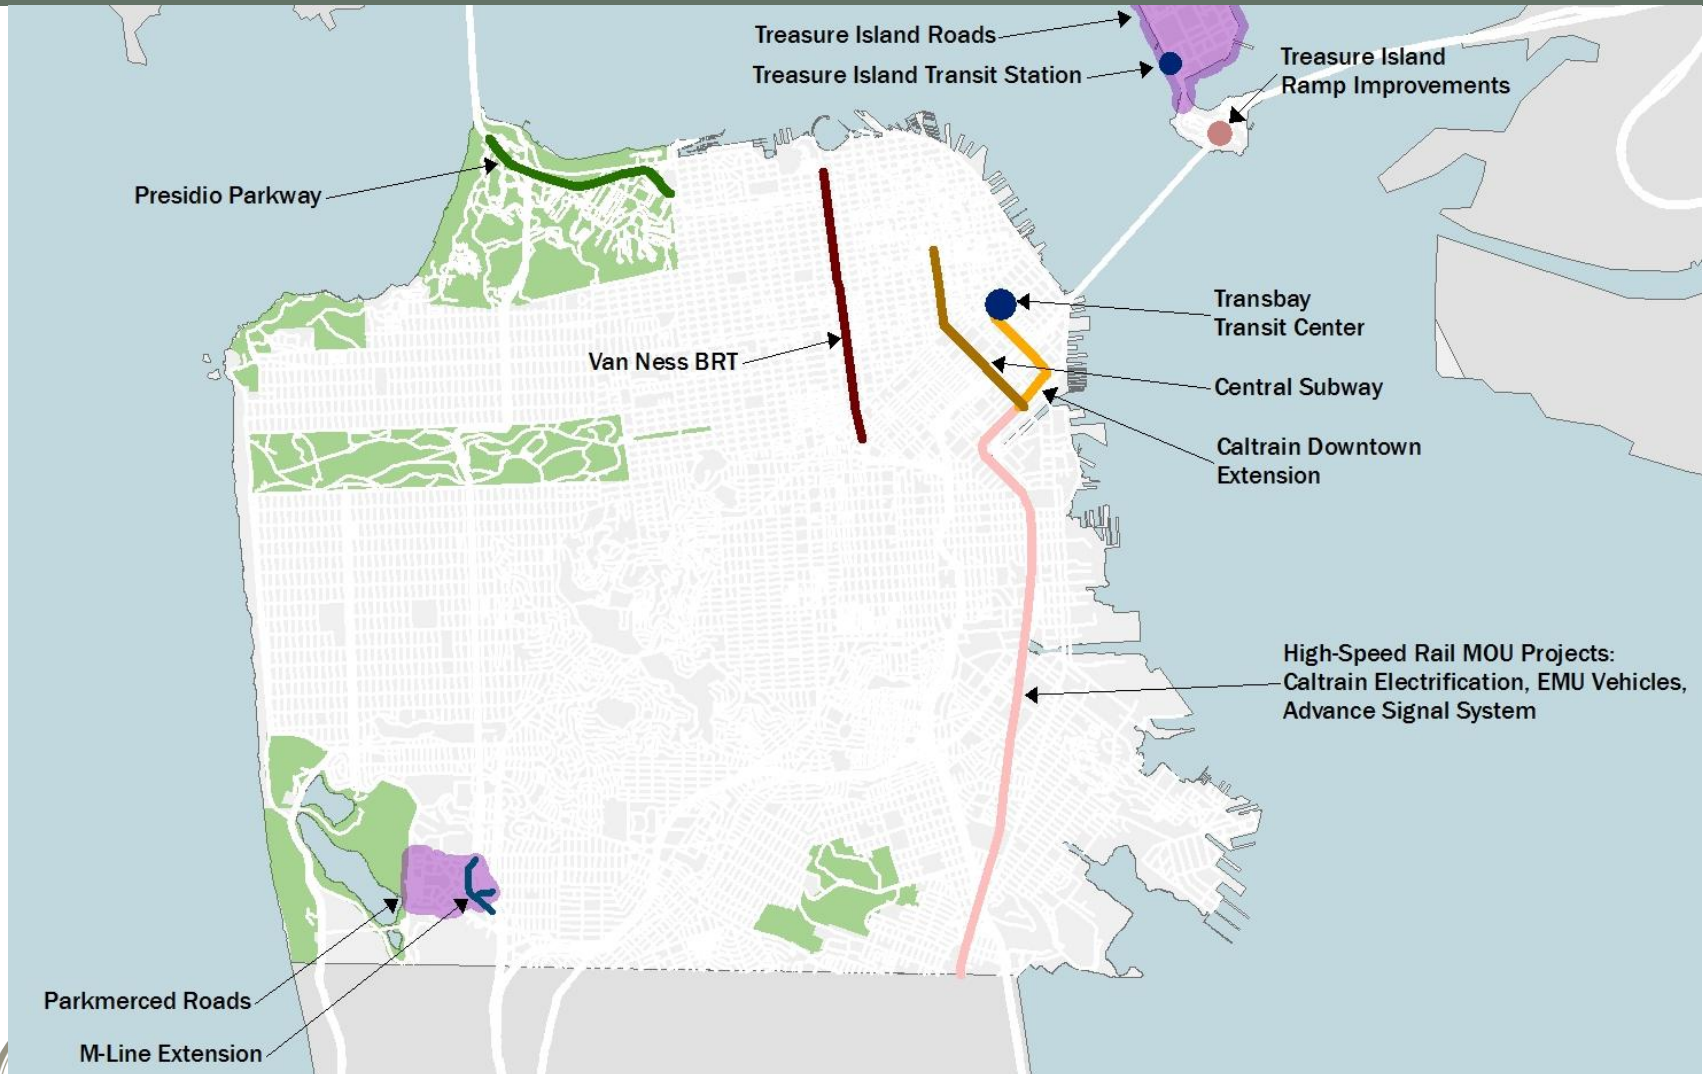 Treasure Island Roads
Treasure Island Transit Station
Treasure Island
Ramp Improvements
Presidio Parkway
Transbay
Transit Center
Van Ness BRT
Central Subway
Caltrain Downtown
Extension
High-Speed Rail MOU Projects:
Caltrain Electrification, EMU Vehicles,
Advance Signal System
Parkmerced Roads
M-Line Extension